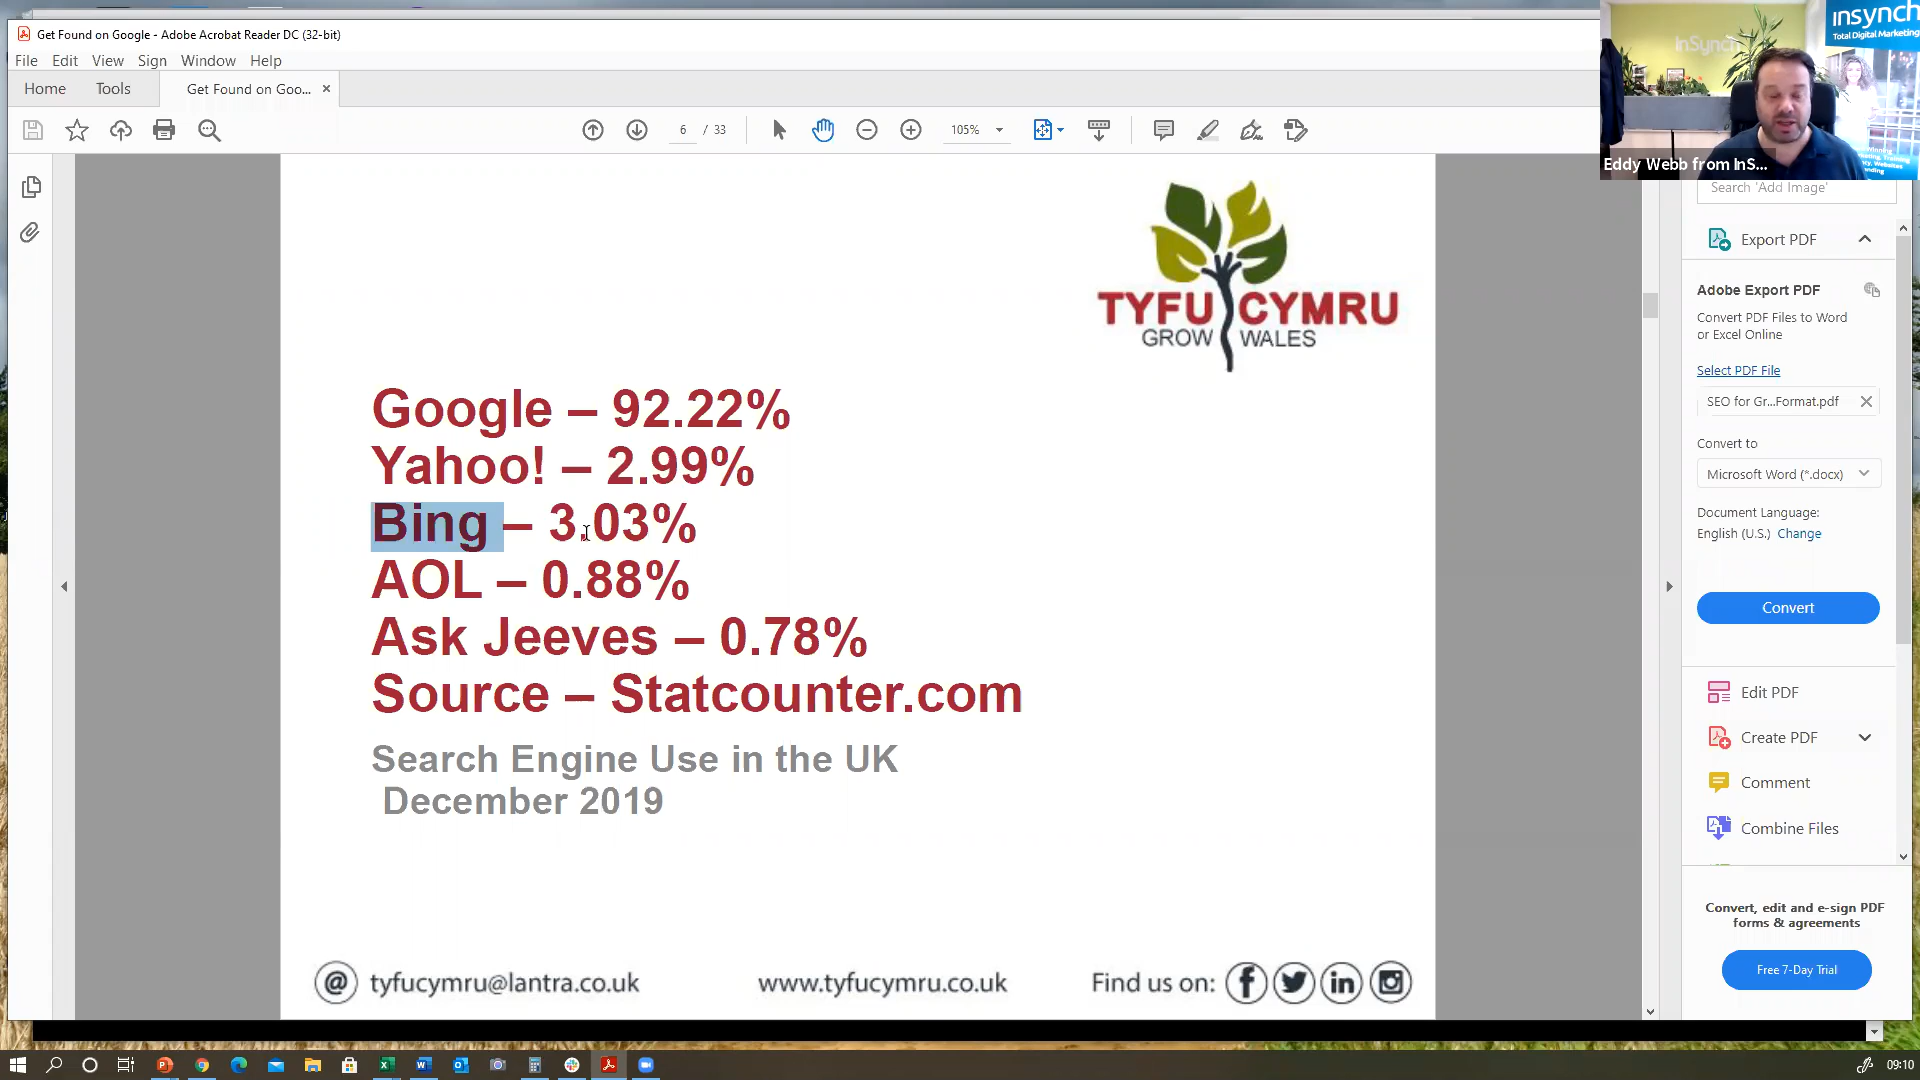 Get Found on Google - Adobe Acrobat Reader DC (32-bit)
File Edit View Sign Window Help
Home Tools Get Found on Goo... ×
6 / 33 105%
InSynch
insynch
Total Digital Marketing
Eddy Webb from InS...
Search 'Add Image'
TYFU CYMRU
GROW WALES
Google – 92.22%
Yahoo! – 2.99%
Bing – 3.03%
AOL – 0.88%
Ask Jeeves – 0.78%
Source – Statcounter.com
Search Engine Use in the UK
December 2019
@ tyfucymru@lantra.co.uk www.tyfucymru.co.uk Find us on:
Export PDF
Adobe Export PDF
Convert PDF Files to Word
or Excel Online
Select PDF File
SEO for Gr...Format.pdf
Convert to
Microsoft Word (*.docx)
Document Language:
English (U.S.) Change
Convert
Edit PDF
Create PDF
Comment
Combine Files
Convert, edit and e-sign PDF
forms & agreements
Free 7-Day Trial
09:10